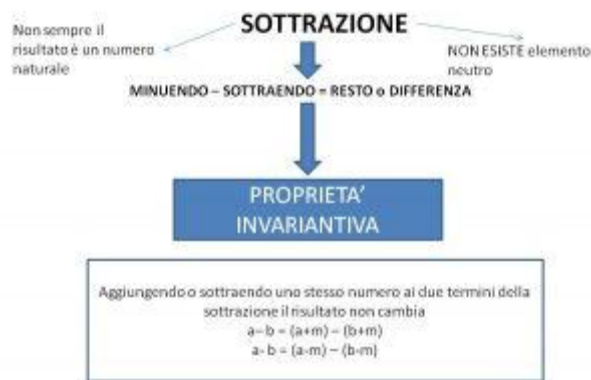 SOTTRAZIONE
Non sempre il
risultato è un numero
naturale
NON ESISTE elemento
neutro
MINUENDO – SOTTRAENDO = RESTO o DIFFERENZA
PROPRIETA’
INVARIANTIVA
Aggiungendo o sottraendo uno stesso numero ai due termini della
sottrazione il risultato non cambia
a – b = (a+m) – (b+m)
a- b = (a-m) – (b-m)